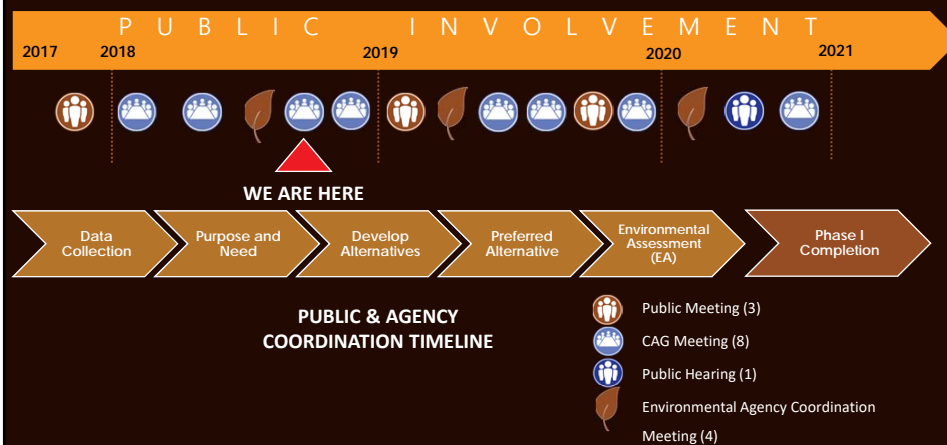 PUBLIC INVOLVEMENT
2017 2018 2019 2020 2021
WE ARE HERE
Data
Collection
Purpose and
Need
Develop
Alternatives
Preferred
Alternative
Environmental
Assessment
(EA)
Phase I
Completion
PUBLIC & AGENCY
COORDINATION TIMELINE
Public Meeting (3)
CAG Meeting (8)
Public Hearing (1)
Environmental Agency Coordination
Meeting (4)